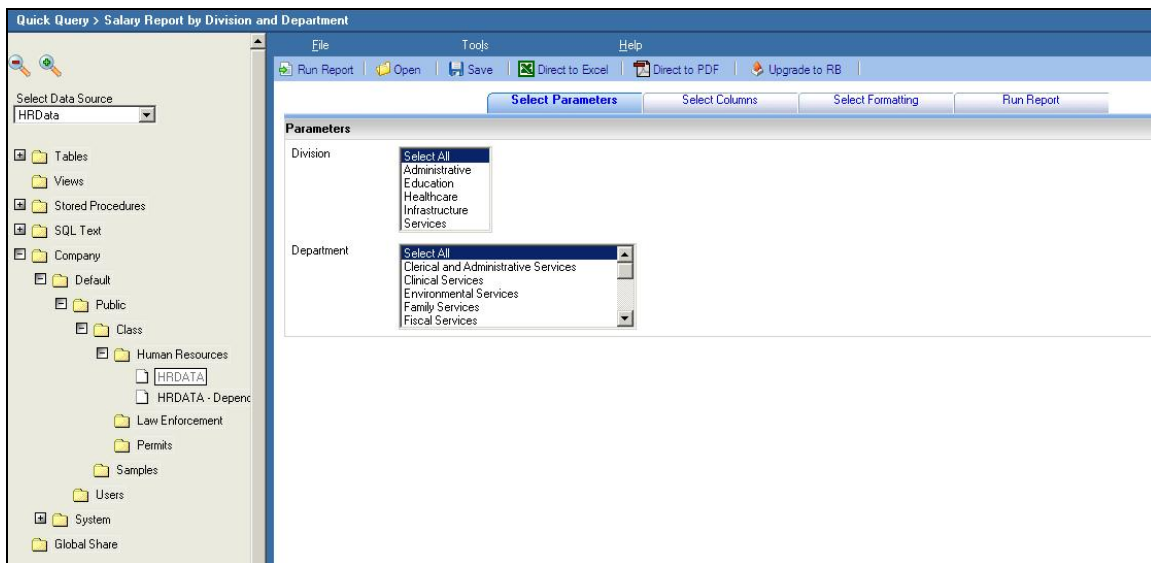 Quick Query > Salary Report by Division and Department
File Tools Help
Run Report Open Save Direct to Excel Direct to PDF Upgrade to RB
Select Data Source
HRData
Tables
Views
Stored Procedures
SQL Text
Company
Default
Public
Class
Human Resources
HRDATA
HRDATA - Depend
Law Enforcement
Permits
Samples
Users
System
Global Share
Select Parameters Select Columns Select Formatting Run Report
Parameters
Division
Select All
Administrative
Education
Healthcare
Infrastructure
Services
Department
Select All
Clerical and Administrative Services
Clinical Services
Environmental Services
Family Services
Fiscal Services